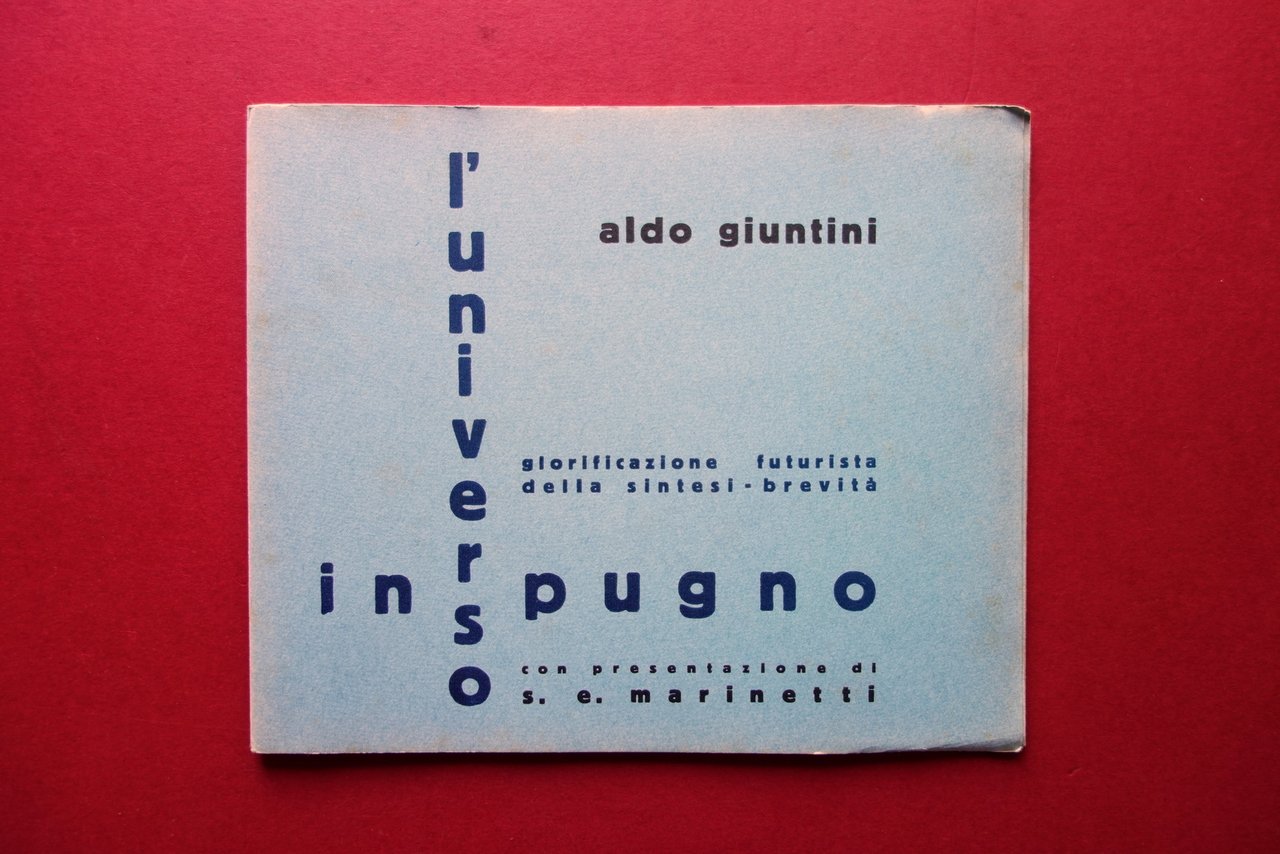 l'universo
aldo giuntini
glorificazione futurista
della sintesi-brevità
in pugno
con presentazione di
s. e. marinetti